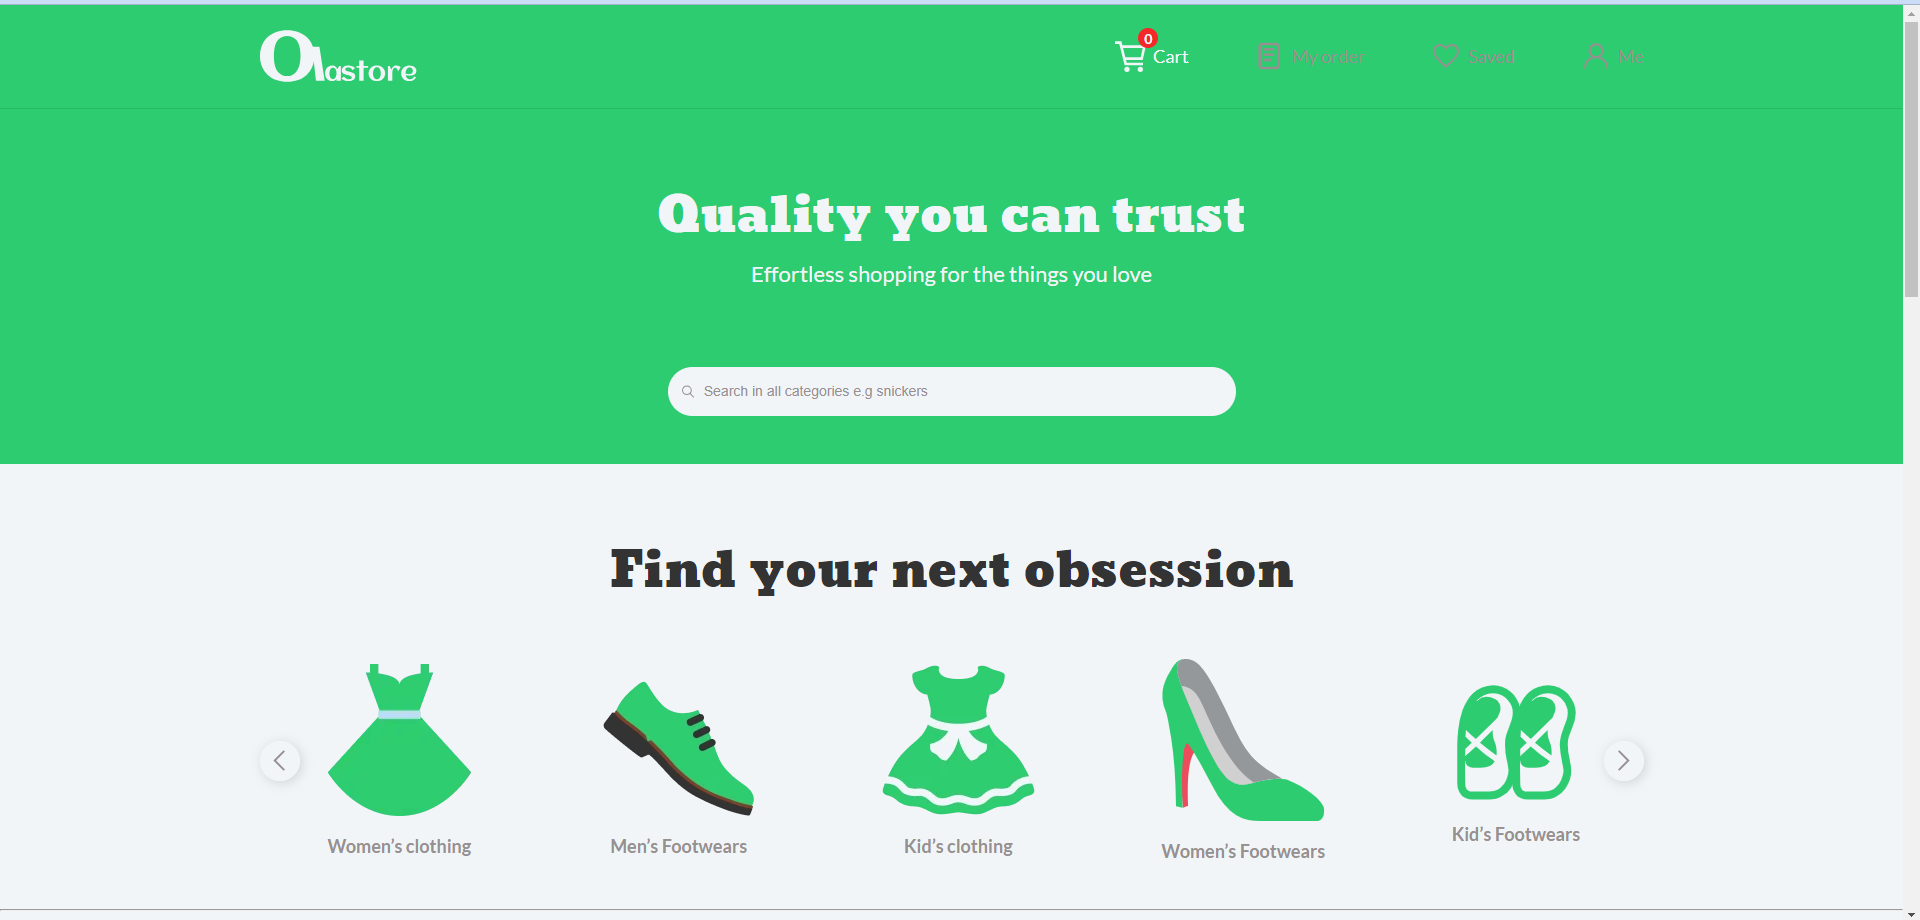 Olastore
0
Cart
My order
Saved
Me
Quality you can trust
Effortless shopping for the things you love
Search in all categories e.g snickers
Find your next obsession
Women’s clothing
Men’s Footwears
Kid’s clothing
Women’s Footwears
Kid’s Footwears